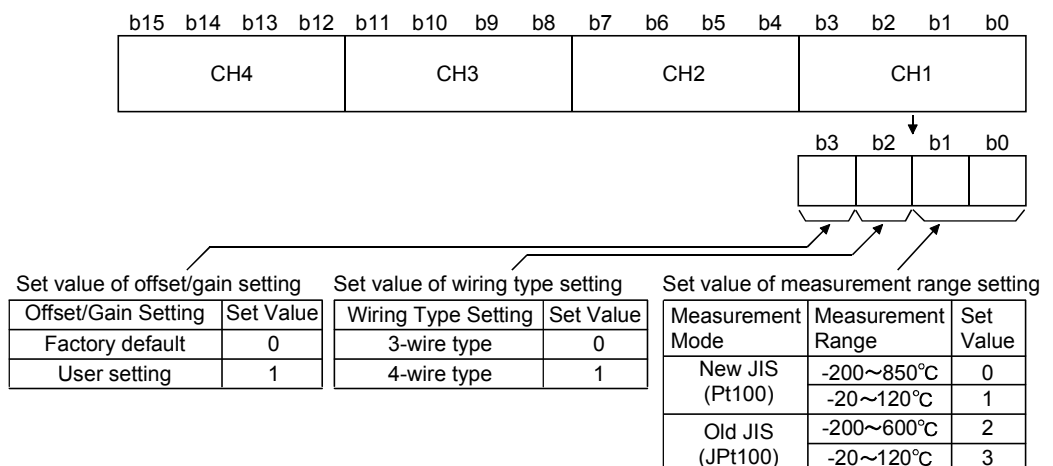 b15 b14 b13 b12 b11 b10 b9 b8 b7 b6 b5 b4 b3 b2 b1 b0
CH4 CH3 CH2 CH1
b3 b2 b1 b0
Set value of offset/gain setting
Offset/Gain Setting Set Value
Factory default 0
User setting 1
Set value of wiring type setting
Wiring Type Setting Set Value
3-wire type 0
4-wire type 1
Set value of measurement range setting
Measurement Mode Measurement Range Set Value
New JIS (Pt100) -200～850℃ 0
-20～120℃ 1
Old JIS (JPt100) -200～600℃ 2
-20～120℃ 3